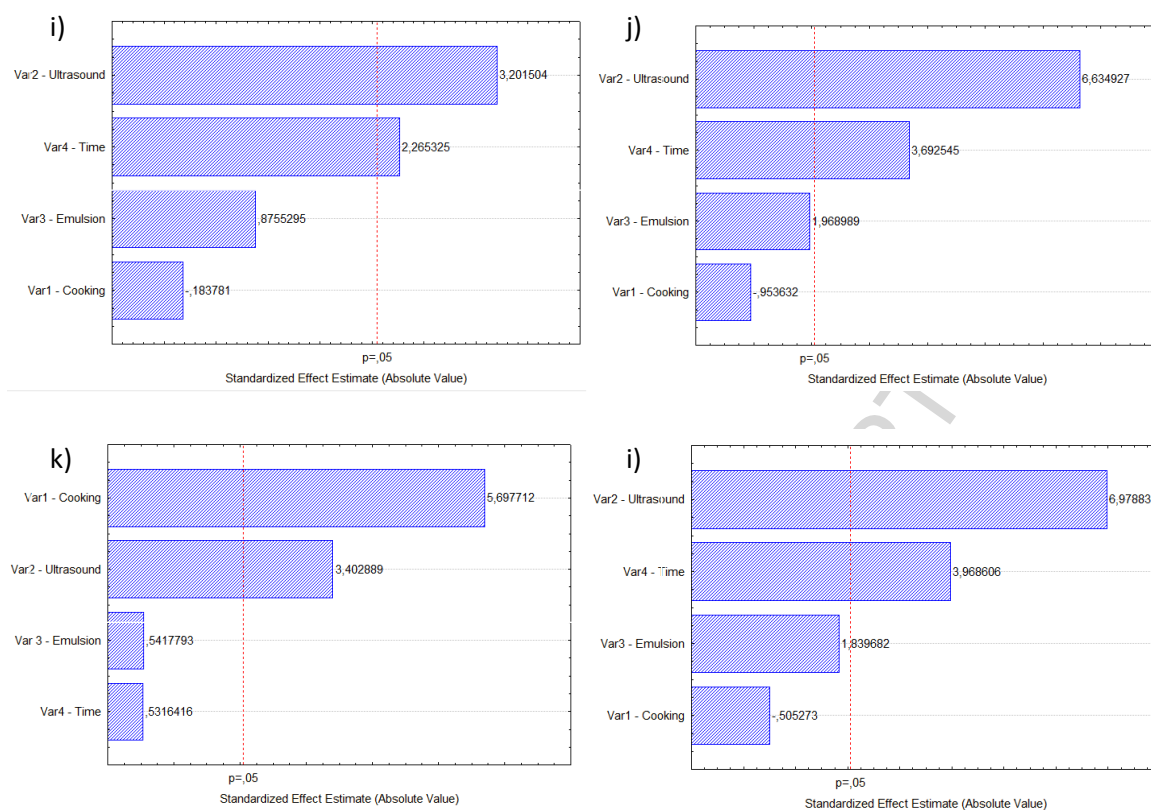 i)
Var2 - Ultrasound
3,201504
Var4 - Time
2,265325
Var3 - Emulsion
,8755295
Var1 - Cooking
-,183781
p=,05
Standardized Effect Estimate (Absolute Value)
j)
Var2 - Ultrasound
6,634927
Var4 - Time
3,692545
Var3 - Emulsion
1,968989
Var1 - Cooking
-,953632
p=,05
Standardized Effect Estimate (Absolute Value)
k)
Var1 - Cooking
5,697712
Var2 - Ultrasound
3,402889
Var 3 - Emulsion
,5417793
Var4 - Time
,5316416
p=,05
Standardized Effect Estimate (Absolute Value)
i)
Var2 - Ultrasound
6,97883
Var4 - Time
3,968606
Var3 - Emulsion
1,839682
Var1 - Cooking
-,505273
p=,05
Standardized Effect Estimate (Absolute Value)